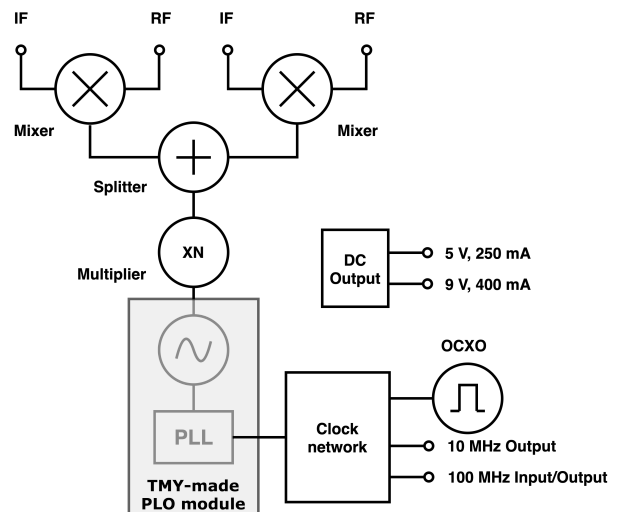 IF RF IF RF
Mixer Mixer
Splitter
XN
Multiplier
DC
Output
5 V, 250 mA
9 V, 400 mA
OCXO
PLL
Clock
network
10 MHz Output
100 MHz Input/Output
TMY-made
PLO module